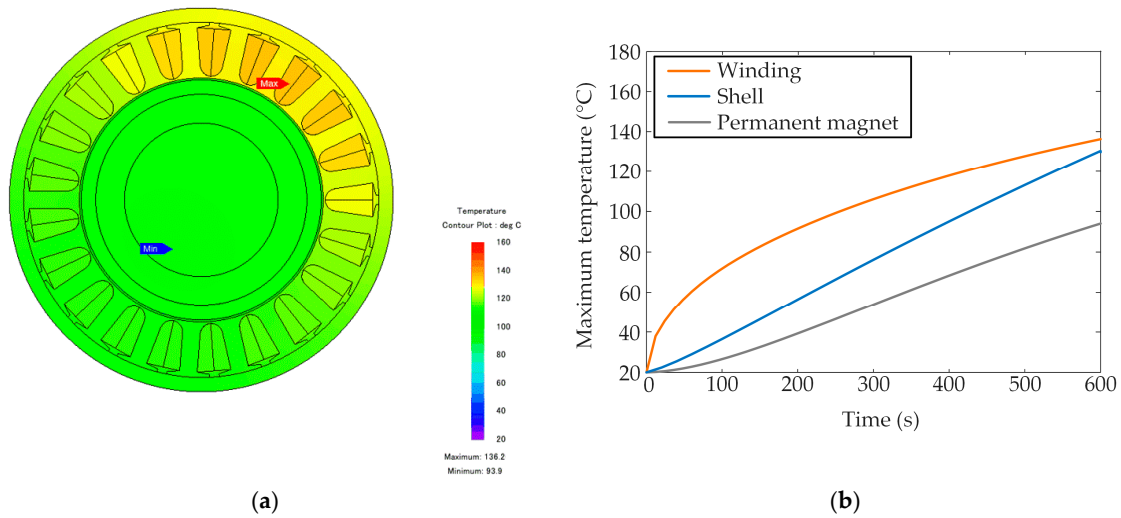 Max
Min
Temperature
Contour Plot : deg C
160
140
120
100
80
60
40
20
Maximum: 136.2
Minimum: 93.9
(a)
Maximum temperature (°C)
180
160
140
120
100
80
60
40
20
Winding
Shell
Permanent magnet
0 100 200 300 400 500 600
Time (s)
(b)